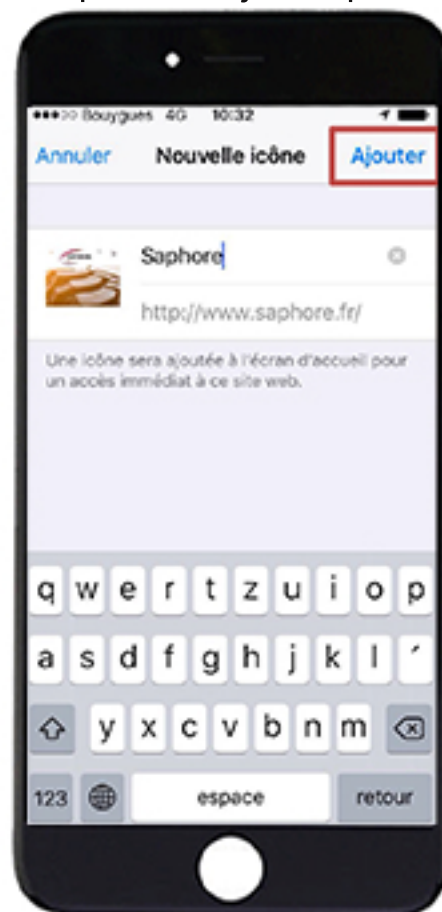 Bouygues 4G 10:32
Annuler Nouvelle icône Ajouter
Saphore
http://www.saphore.fr/
Une icône sera ajoutée à l'écran d'accueil pour
un accès immédiat à ce site web.
q w e r t z u i o p
a s d f g h j k l ´
y x c v b n m
123 espace retour